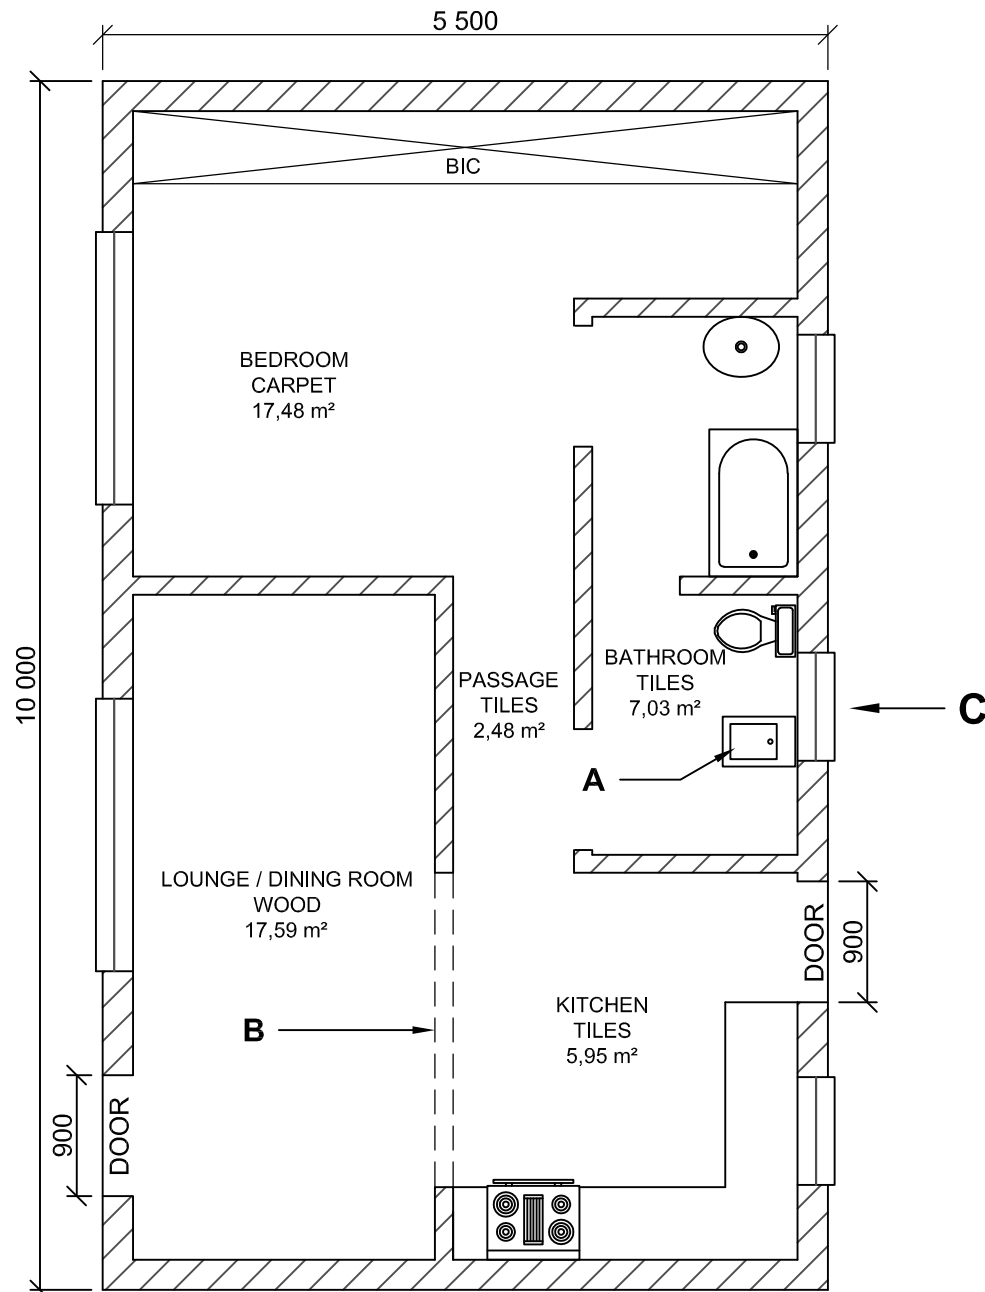 5 500
BIC
BEDROOM
CARPET
17,48 m²
10 000
PASSAGE
TILES
2,48 m²
BATHROOM
TILES
7,03 m²
C
A
LOUNGE / DINING ROOM
WOOD
17,59 m²
DOOR
900
B
KITCHEN
TILES
5,95 m²
900
DOOR